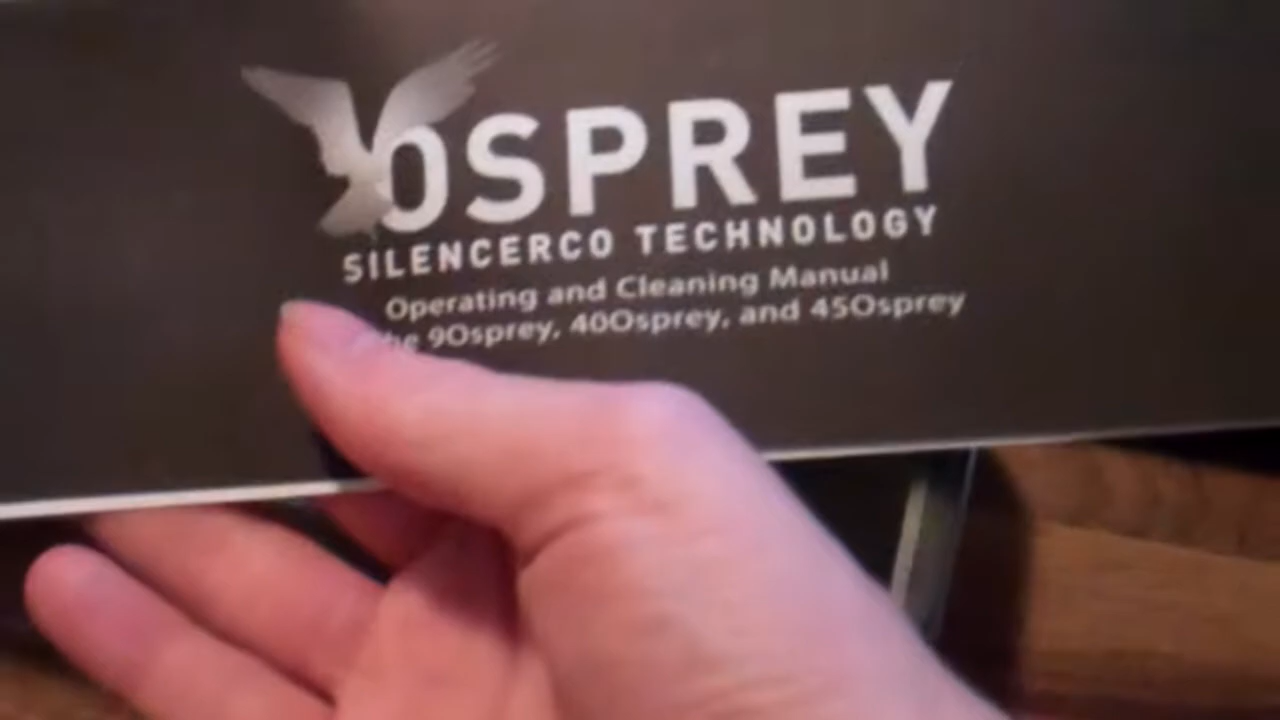 OSPREY
SILENCERCO TECHNOLOGY
Operating and Cleaning Manual
9Osprey, 40Osprey, and 45Osprey